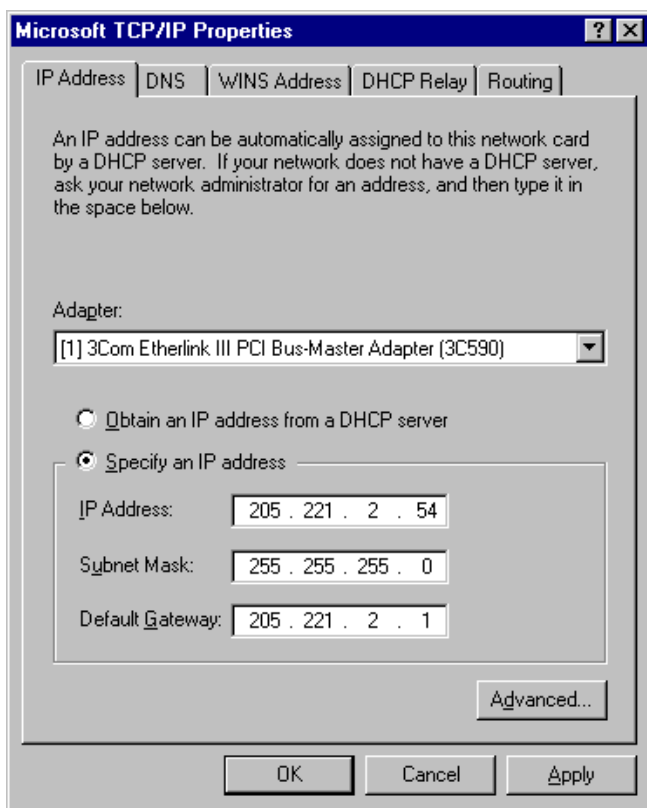 Microsoft TCP/IP Properties
IP Address DNS WINS Address DHCP Relay Routing
An IP address can be automatically assigned to this network card
by a DHCP server. If your network does not have a DHCP server,
ask your network administrator for an address, and then type it in
the space below.
Adapter:
[1] 3Com Etherlink III PCI Bus-Master Adapter (3C590)
Obtain an IP address from a DHCP server
Specify an IP address
IP Address: 205 . 221 . 2 . 54
Subnet Mask: 255 . 255 . 255 . 0
Default Gateway: 205 . 221 . 2 . 1
Advanced...
OK Cancel Apply